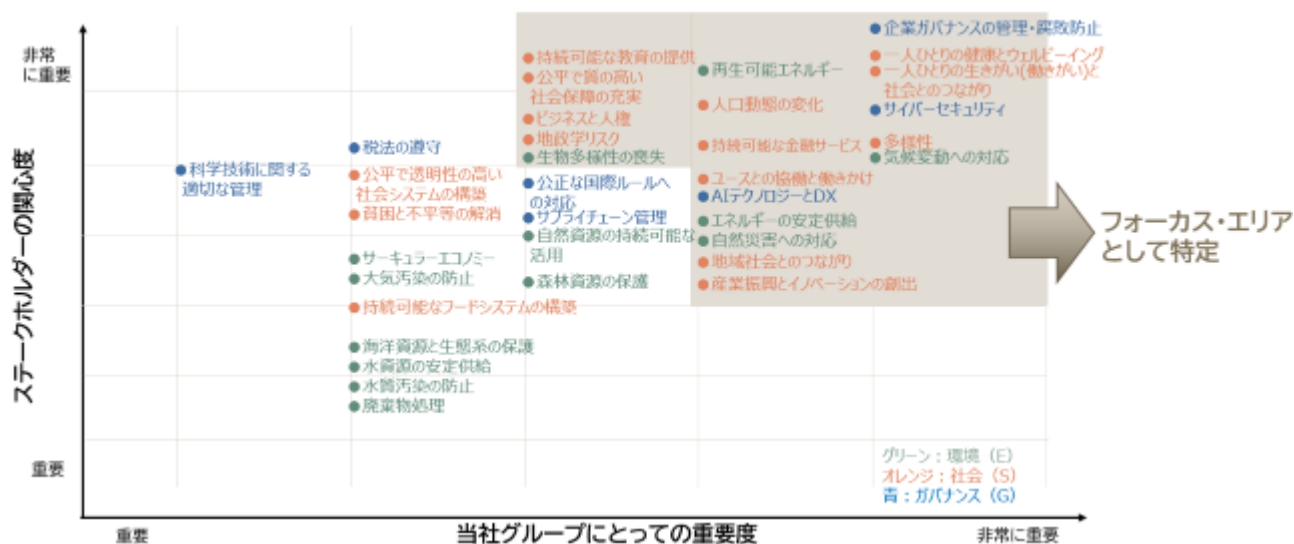 ステークホルダーの関心度
非常
に重要
重要
科学技術に関する
適切な管理
税法の遵守
公平で透明性の高い
社会システムの構築
貧困と不平等の解消
サーキュラーエコノミー
大気汚染の防止
持続可能なフードシステムの構築
海洋資源と生態系の保護
水資源の安定供給
水質汚染の防止
廃棄物処理
持続可能な教育の提供
公平で質の高い
社会保障の充実
ビジネスと人権
地政学リスク
生物多様性の喪失
公正な国際ルールへ
の対応
サプライチェーン管理
自然資源の持続可能な
活用
森林資源の保護
再生可能エネルギー
人口動態の変化
持続可能な金融サービス
ユースとの協働と働きかけ
AIテクノロジーとDX
エネルギーの安定供給
自然災害への対応
地域社会とのつながり
産業振興とイノベーションの創出
企業ガバナンスの管理・腐敗防止
一人ひとりの健康とウェルビーイング
一人ひとりの生きがい(働きがい)と
社会とのつながり
サイバーセキュリティ
多様性
気候変動への対応
フォーカス・エリア
として特定
グリーン：環境（E）
オレンジ：社会（S）
青：ガバナンス（G）
重要
当社グループにとっての重要度
非常に重要